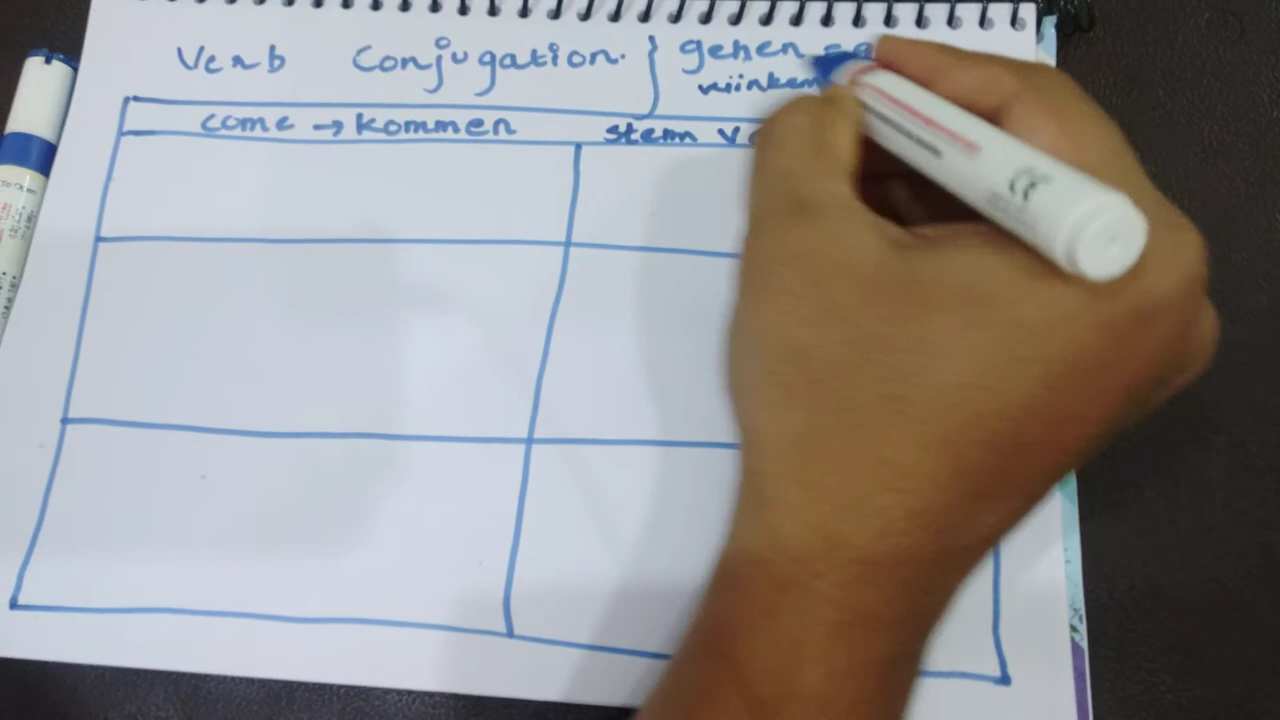 Verb Conjugation. } gehen =
come → kommen
stem